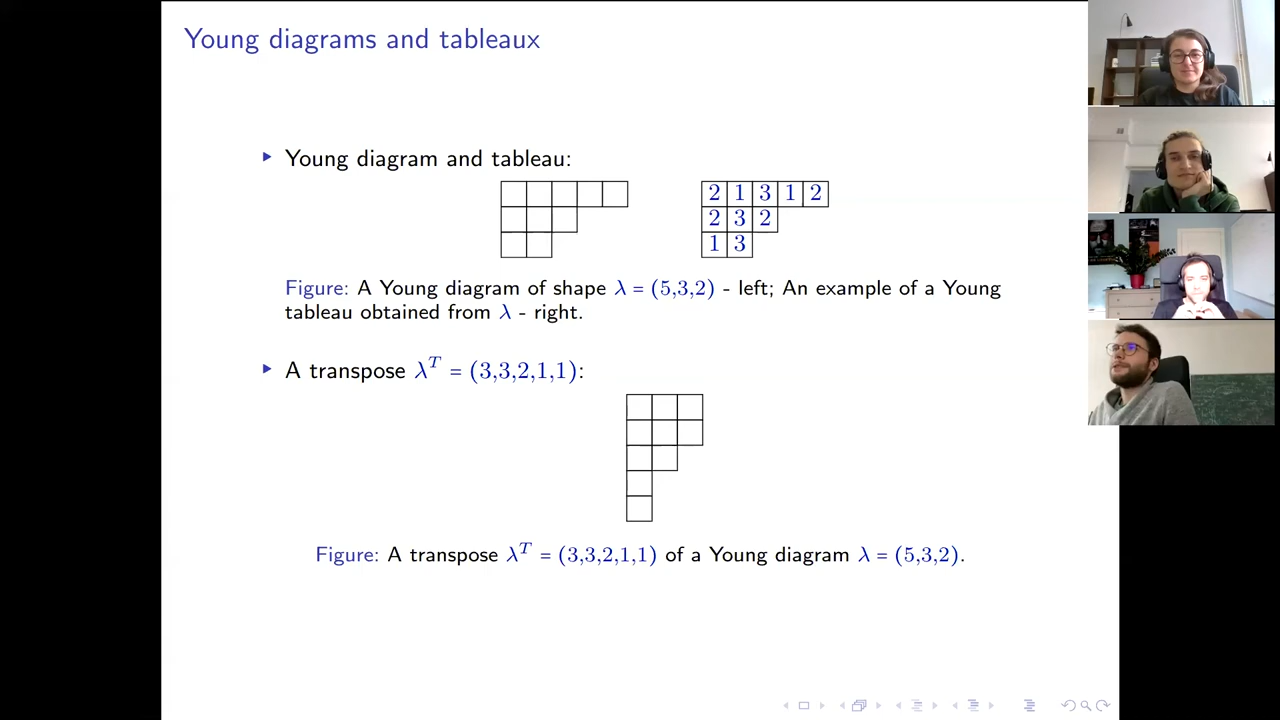 Young diagrams and tableaux
Young diagram and tableau:
2 1 3 1 2
2 3 2
1 3
Figure: A Young diagram of shape λ = (5,3,2) - left; An example of a Young
tableau obtained from λ - right.
A transpose λ^T = (3,3,2,1,1):
Figure: A transpose λ^T = (3,3,2,1,1) of a Young diagram λ = (5,3,2).